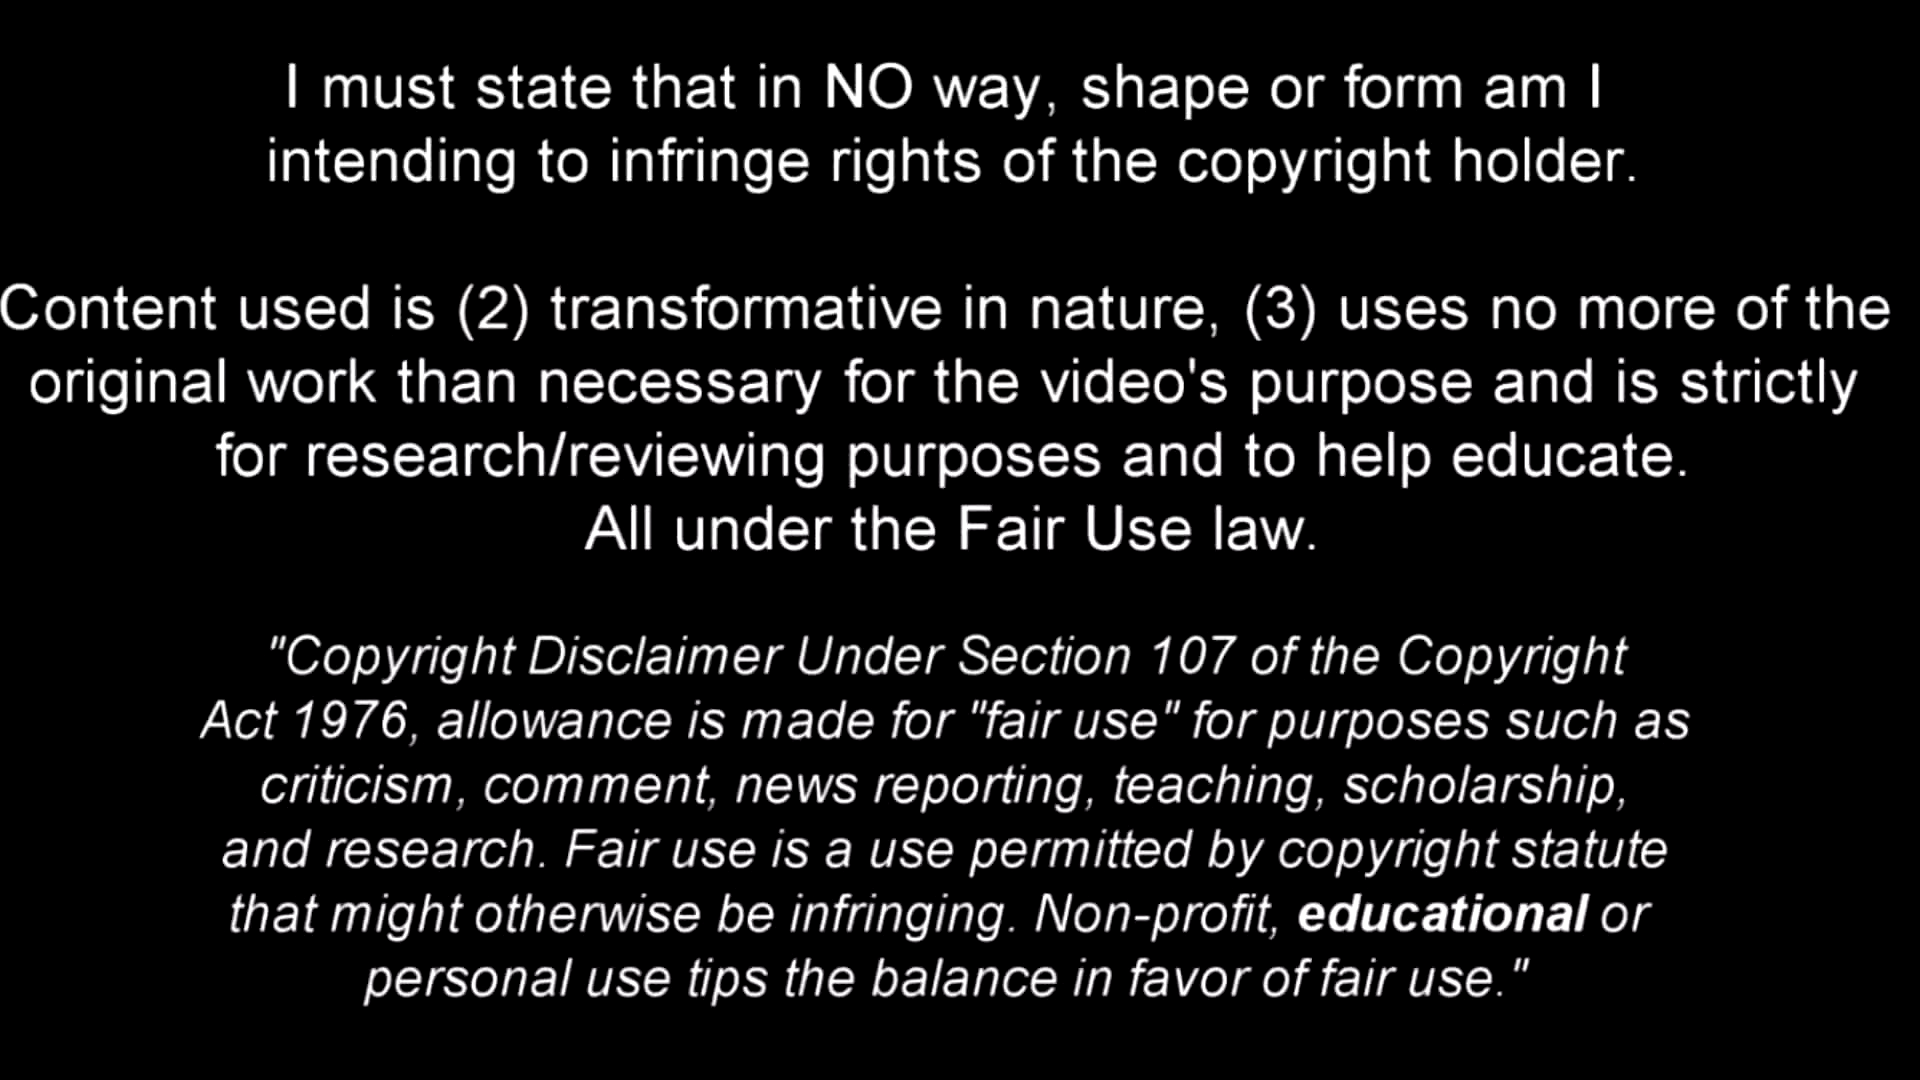 I must state that in NO way, shape or form am I
intending to infringe rights of the copyright holder.
Content used is (2) transformative in nature, (3) uses no more of the
original work than necessary for the video's purpose and is strictly
for research/reviewing purposes and to help educate.
All under the Fair Use law.
"Copyright Disclaimer Under Section 107 of the Copyright
Act 1976, allowance is made for "fair use" for purposes such as
criticism, comment, news reporting, teaching, scholarship,
and research. Fair use is a use permitted by copyright statute
that might otherwise be infringing. Non-profit, educational or
personal use tips the balance in favor of fair use."